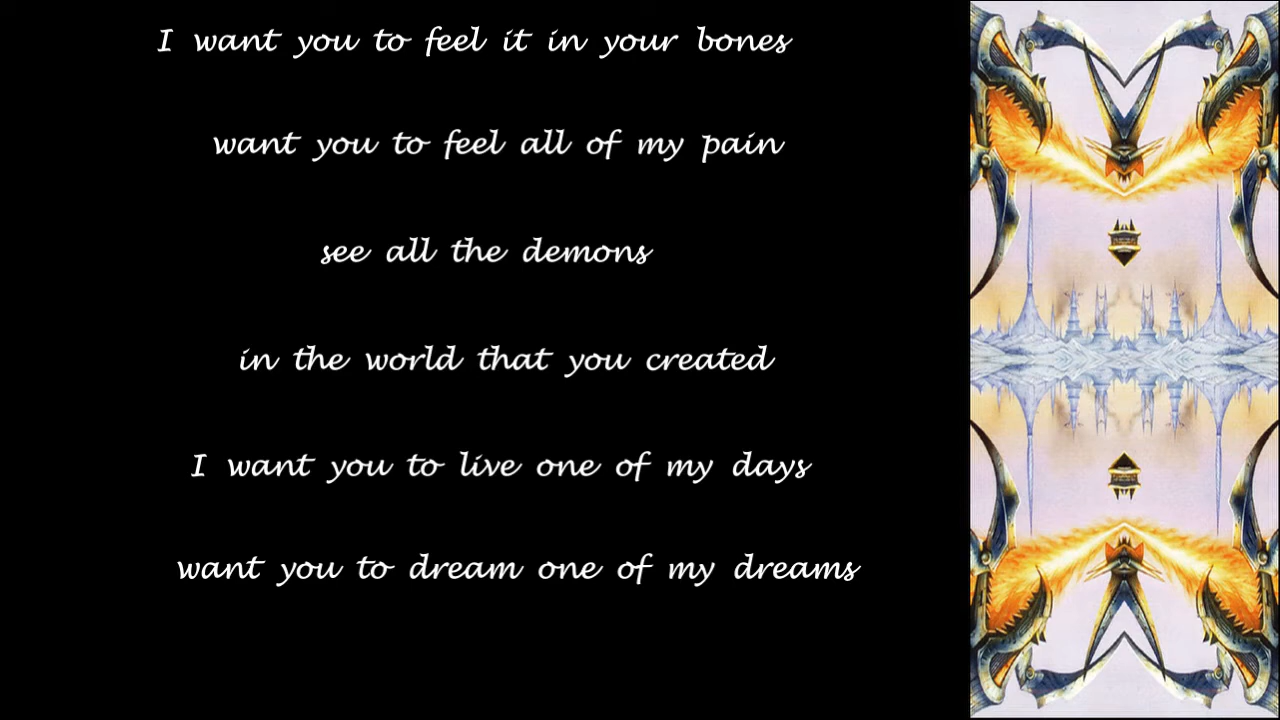 I want you to feel it in your bones
want you to feel all of my pain
see all the demons
in the world that you created
I want you to live one of my days
want you to dream one of my dreams